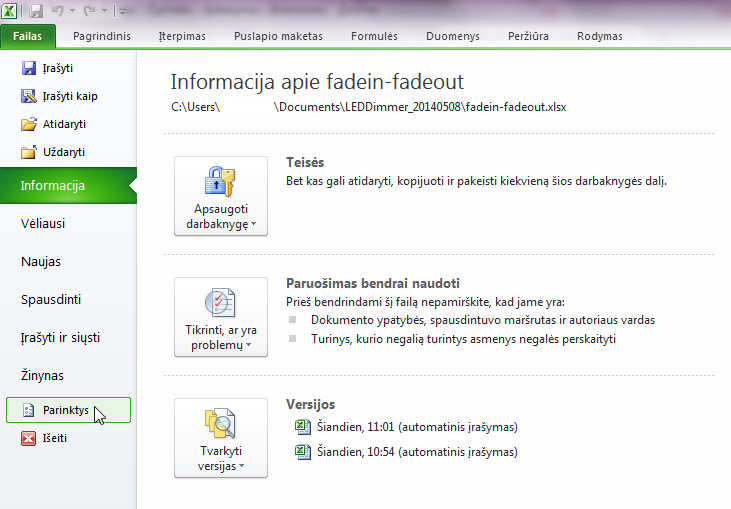 Failas Pagrindinis Įterpimas Puslapio maketas Formulės Duomenys Peržiūra Rodymas
Įrašyti
Įrašyti kaip
Atidaryti
Uždaryti
Informacija
Vėliausi
Naujas
Spausdinti
Įrašyti ir siųsti
Žinynas
Parinktys
Išeiti
Informacija apie fadein-fadeout
C:\Users\ \Documents\LEDDimmer_20140508\fadein-fadeout.xlsx
Apsaugoti
darbaknygę
Teisės
Bet kas gali atidaryti, kopijuoti ir pakeisti kiekvieną šios darbaknygės dalį.
Tikrinti, ar yra
problemų
Paruošimas bendrai naudoti
Prieš bendrindami šį failą nepamirškite, kad jame yra:
Dokumento ypatybės, spausdintuvo maršrutas ir autoriaus vardas
Turinys, kurio negalią turintys asmenys negalės perskaityti
Tvarkyti
versijas
Versijos
Šiandien, 11:01 (automatinis įrašymas)
Šiandien, 10:54 (automatinis įrašymas)